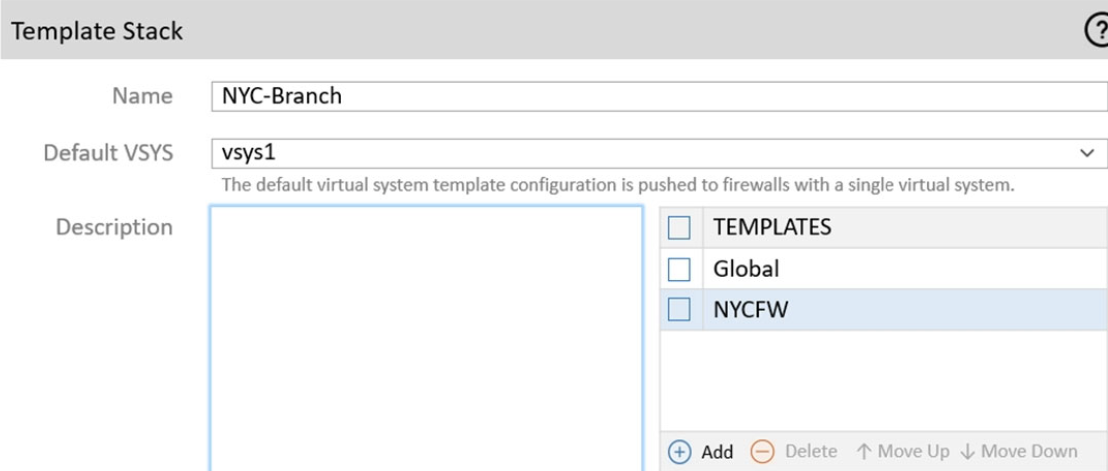 Template Stack ?
Name NYC-Branch
Default VSYS vsys1
The default virtual system template configuration is pushed to firewalls with a single virtual system.
Description
TEMPLATES
Global
NYCFW
Add Delete Move Up Move Down